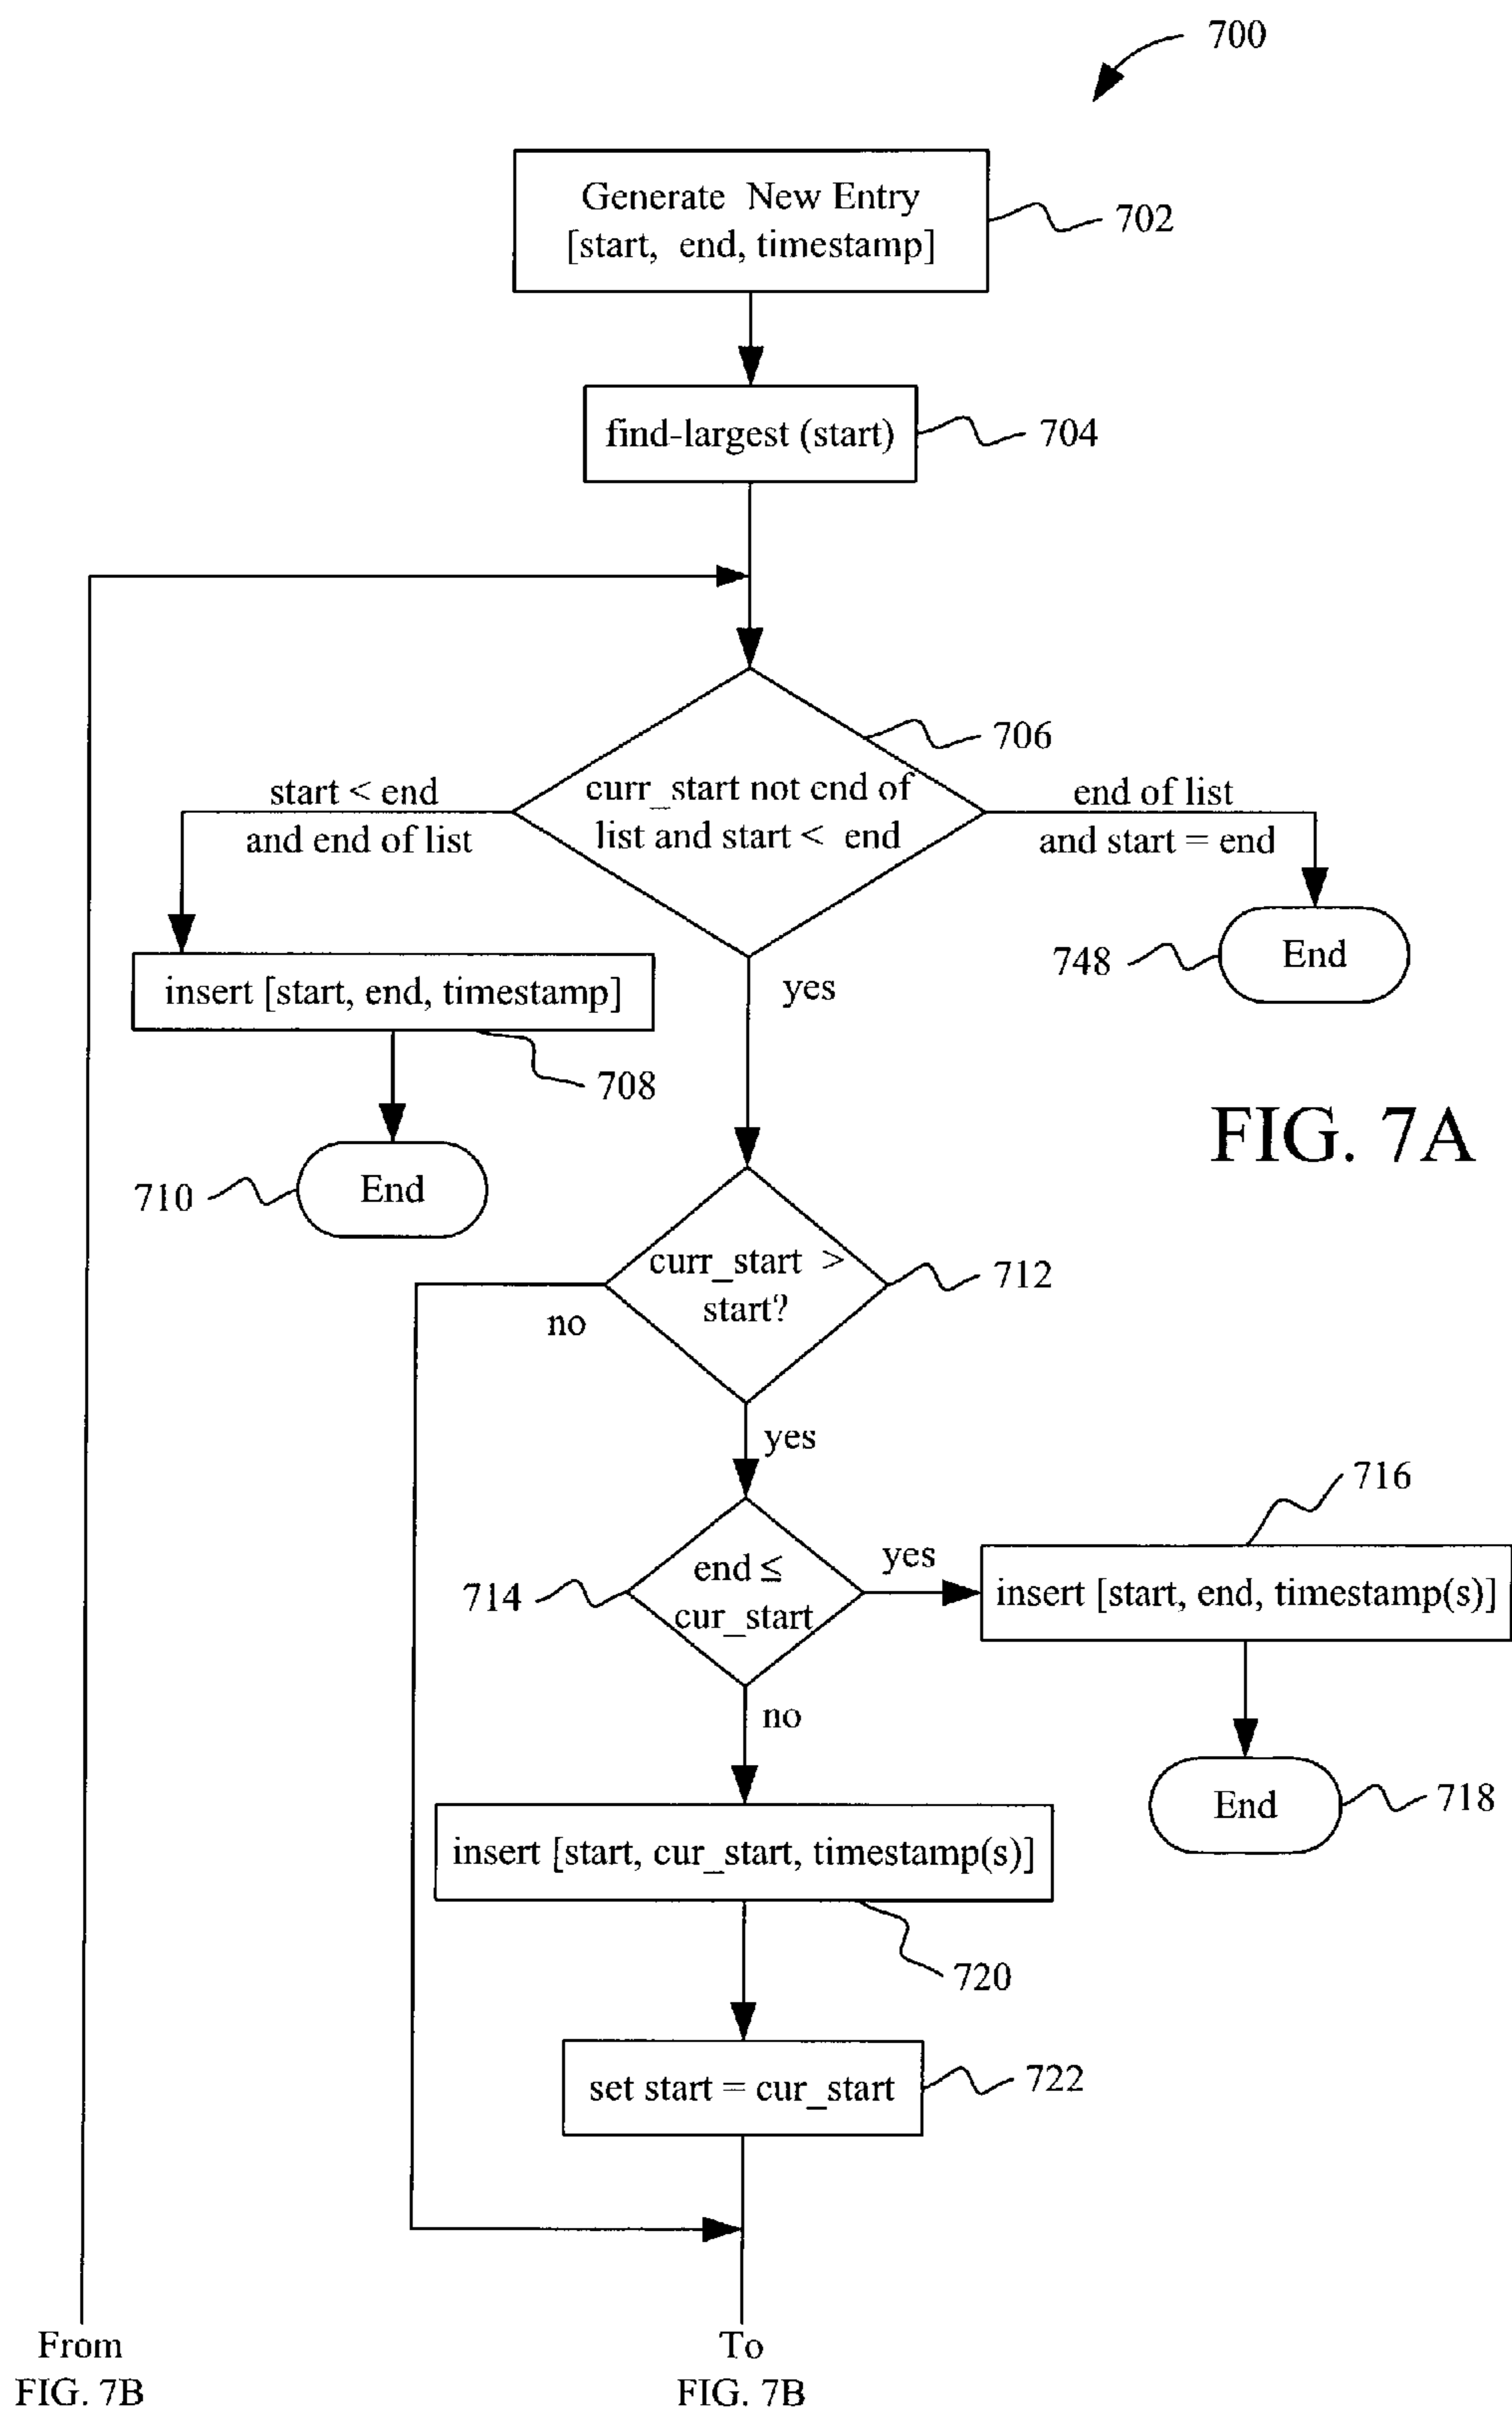 700
Generate New Entry
[start, end, timestamp]
702
find-largest (start)
704
706
curr_start not end of
list and start < end
start < end
and end of list
end of list
and start = end
insert [start, end, timestamp]
708
748
End
yes
710
End
FIG. 7A
curr_start >
start?
712
no
yes
716
714
end ≤
cur_start
yes
insert [start, end, timestamp(s)]
no
End
718
insert [start, cur_start, timestamp(s)]
720
set start = cur_start
722
From
FIG. 7B
To
FIG. 7B